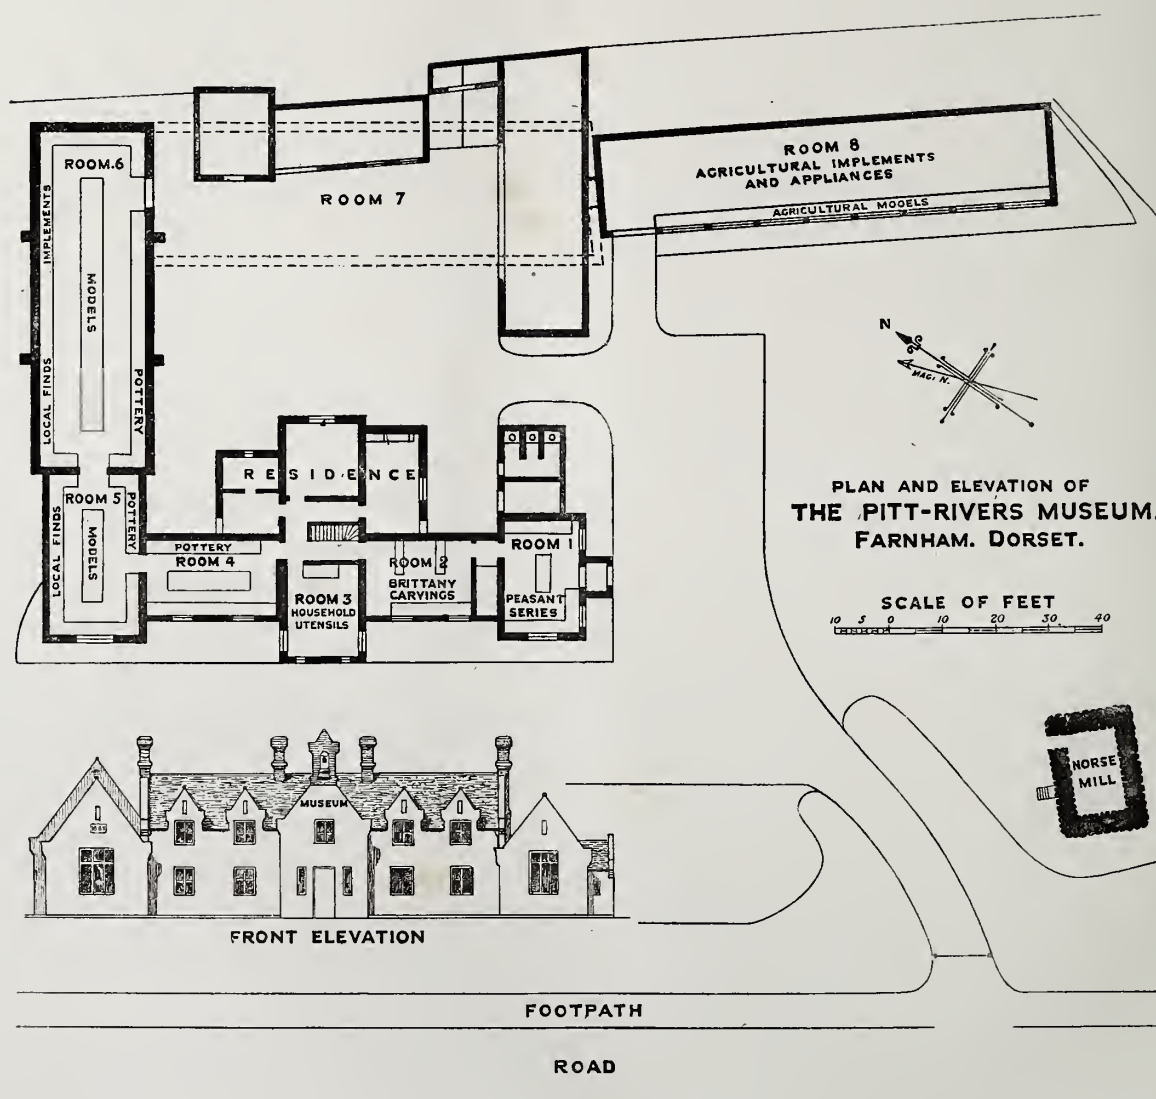 ROOM 7
ROOM 8
AGRICULTURAL IMPLEMENTS
AND APPLIANCES
AGRICULTURAL MODELS
ROOM.6
IMPLEMENTS
LOCAL FINDS
MODELS
POTTERY
N
MAG: N.
RESIDENCE
ROOM 5
LOCAL FINDS
MODELS
POTTERY
POTTERY
ROOM 4
ROOM 3
HOUSEHOLD
UTENSILS
ROOM 2
BRITTANY
CARVINGS
ROOM 1
PEASANT
SERIES
PLAN AND ELEVATION OF
THE PITT-RIVERS MUSEUM.
FARNHAM. DORSET.
SCALE OF FEET
10 5 0 10 20 30 40
NORSE
MILL
MUSEUM
FRONT ELEVATION
FOOTPATH
ROAD